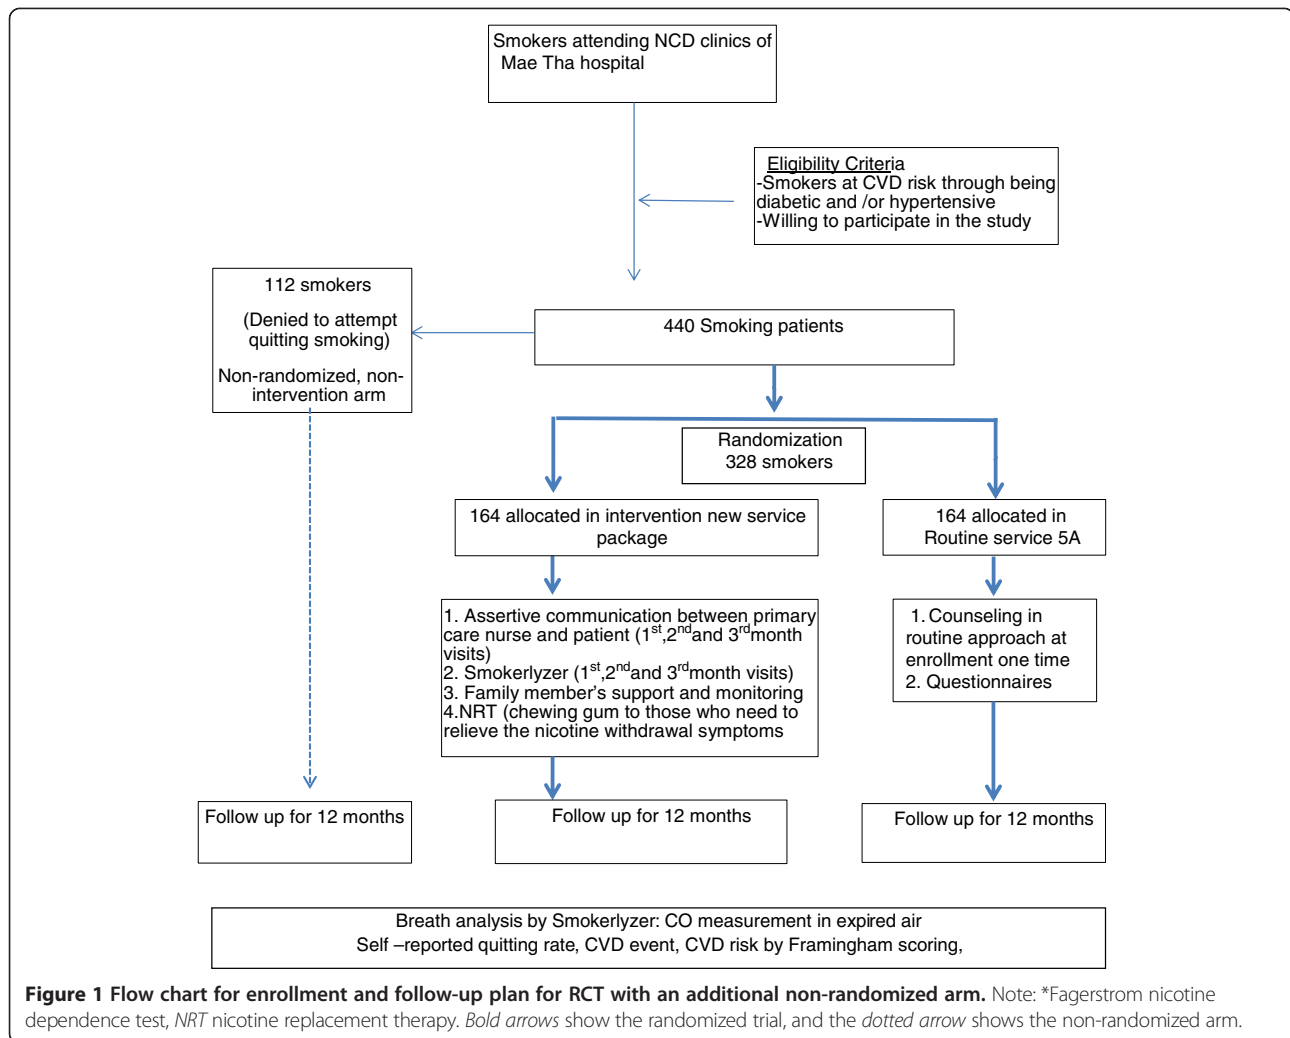 Smokers attending NCD clinics of
Mae Tha hospital
Eligibility Criteria
-Smokers at CVD risk through being
diabetic and /or hypertensive
-Willing to participate in the study
112 smokers
(Denied to attempt
quitting smoking)
Non-randomized, non-
intervention arm
440 Smoking patients
Randomization
328 smokers
164 allocated in intervention new service
package
164 allocated in
Routine service 5A
1. Assertive communication between primary
care nurse and patient (1st,2nd and 3rd month
visits)
2. Smokerlyzer (1st,2nd and 3rd month visits)
3. Family member’s support and monitoring
4.NRT (chewing gum to those who need to
relieve the nicotine withdrawal symptoms
1. Counseling in
routine approach at
enrollment one time
2. Questionnaires
Follow up for 12 months
Follow up for 12 months
Follow up for 12 months
Breath analysis by Smokerlyzer: CO measurement in expired air
Self –reported quitting rate, CVD event, CVD risk by Framingham scoring,
Figure 1 Flow chart for enrollment and follow-up plan for RCT with an additional non-randomized arm. Note: *Fagerstrom nicotine
dependence test, NRT nicotine replacement therapy. Bold arrows show the randomized trial, and the dotted arrow shows the non-randomized arm.